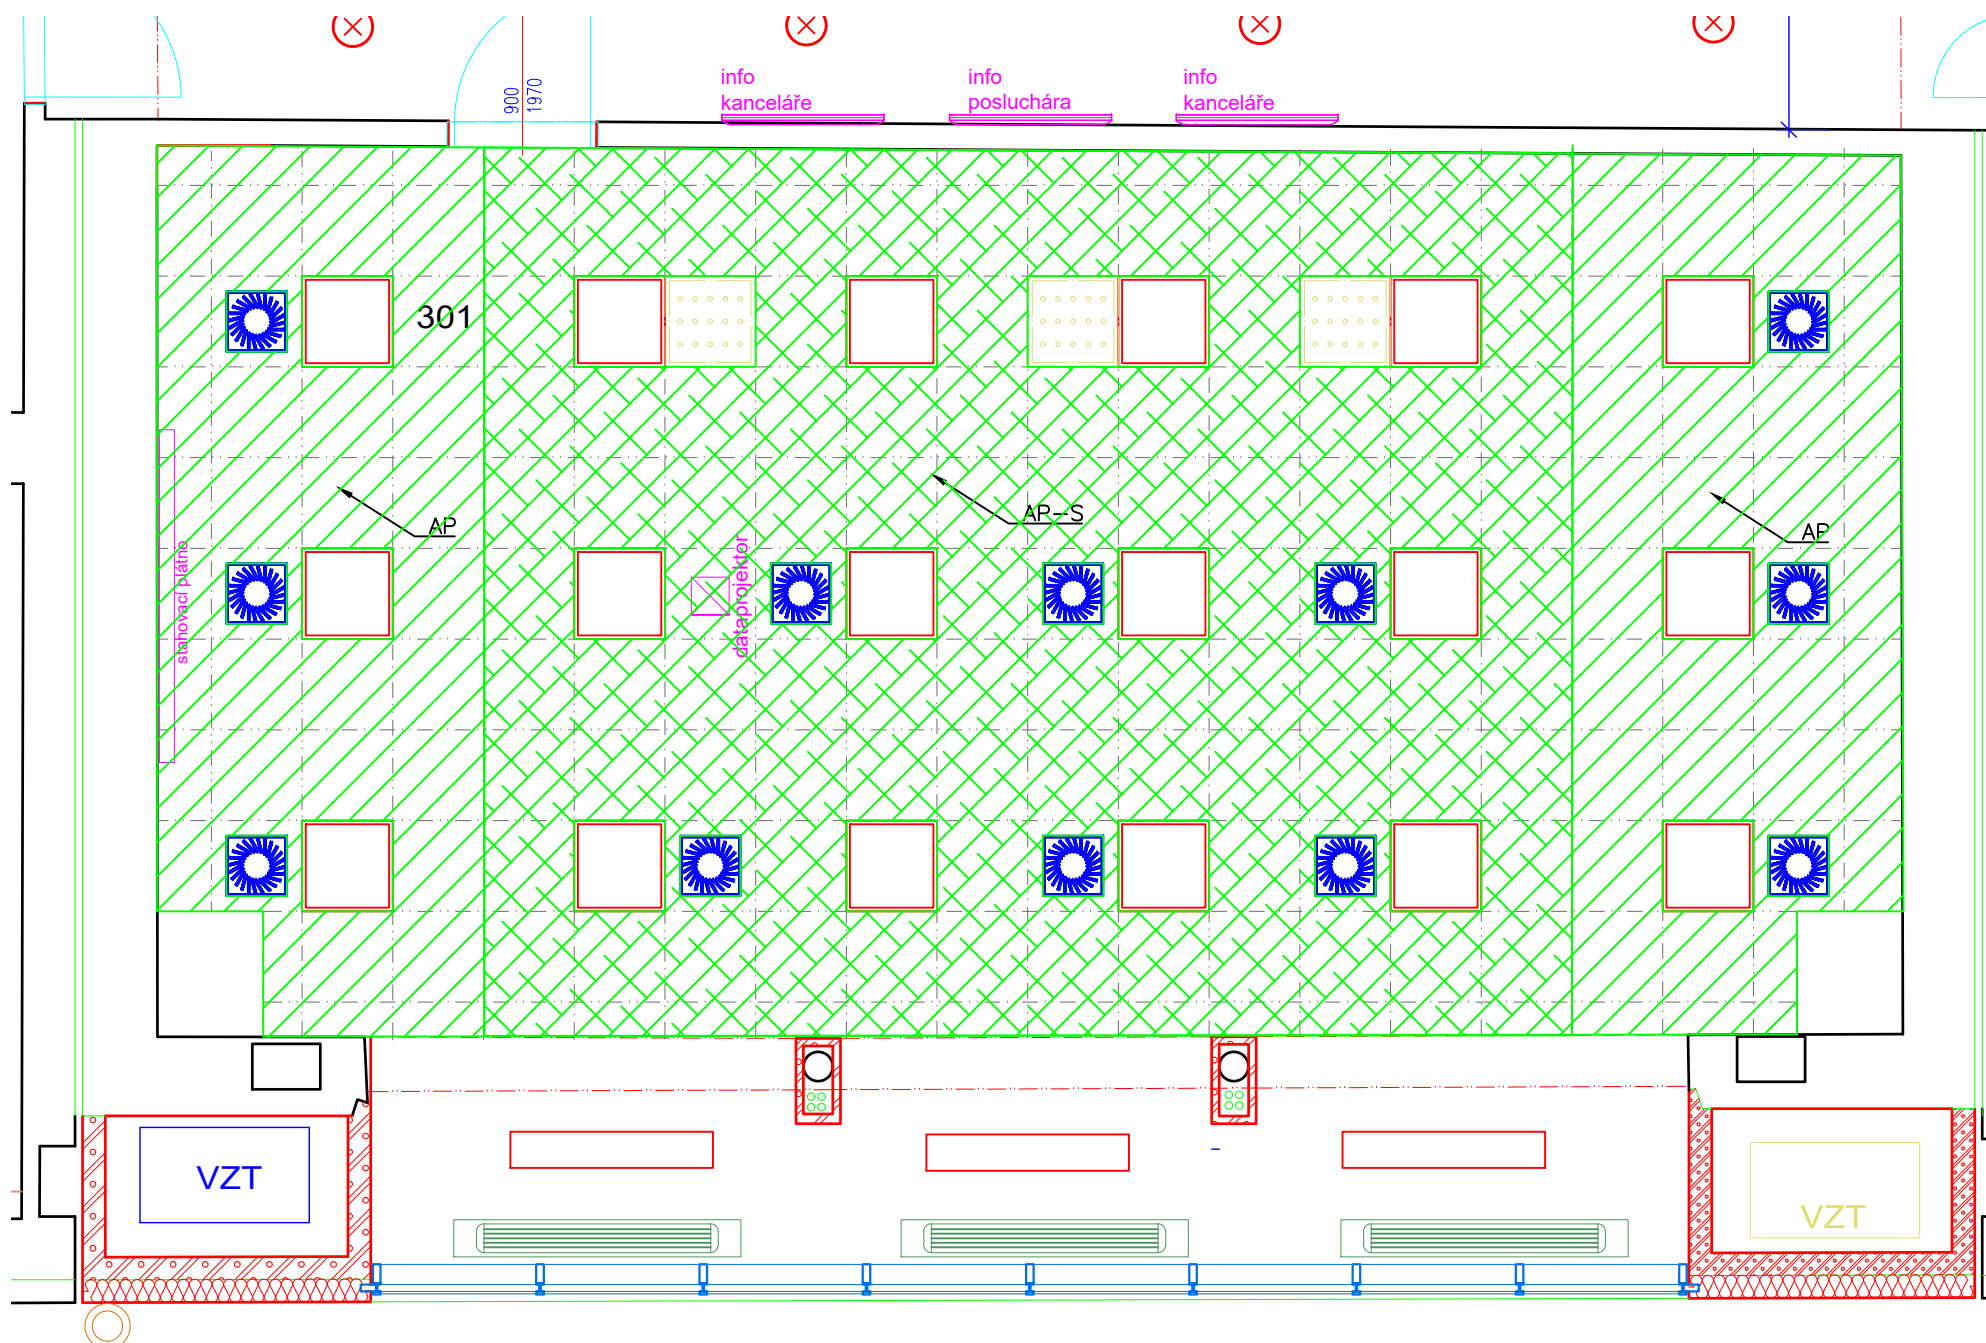 info
kanceláře
info
posluchára
info
kanceláře
900
1970
301
AP
AP-S
AP
stahovací plátno
dataprojektor
VZT
VZT